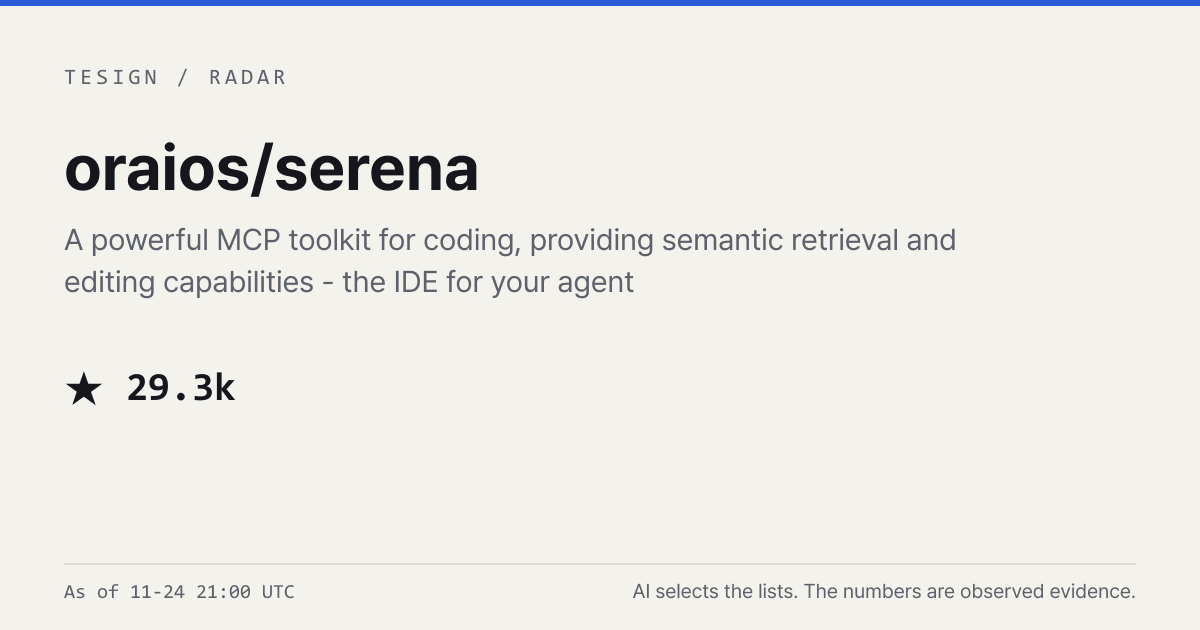 TESIGN / RADAR
oraios/serena
A powerful MCP toolkit for coding, providing semantic retrieval and
editing capabilities - the IDE for your agent
★ 29.3k
As of 11-24 21:00 UTC
AI selects the lists. The numbers are observed evidence.